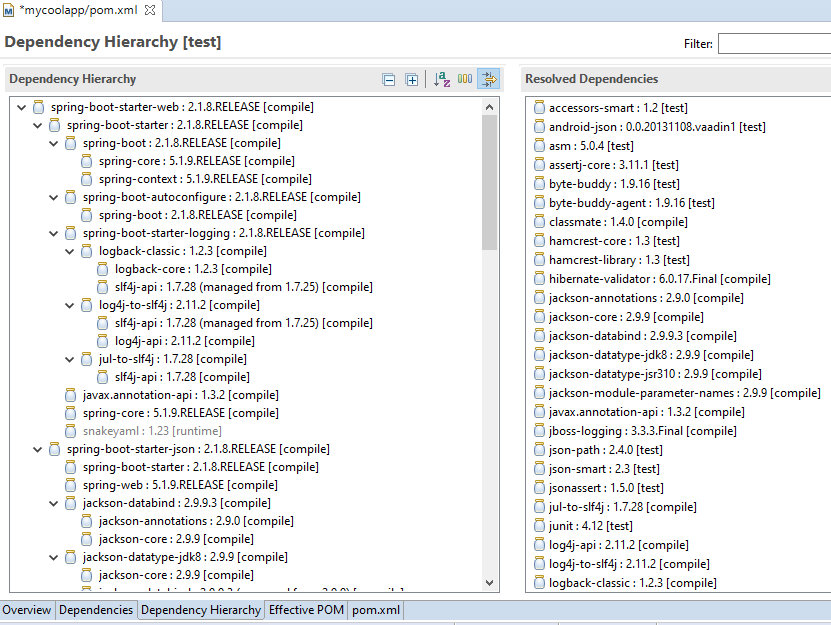 *mycoolapp/pom.xml
Dependency Hierarchy [test]
Filter:
Dependency Hierarchy
spring-boot-starter-web : 2.1.8.RELEASE [compile]
spring-boot-starter : 2.1.8.RELEASE [compile]
spring-boot : 2.1.8.RELEASE [compile]
spring-core : 5.1.9.RELEASE [compile]
spring-context : 5.1.9.RELEASE [compile]
spring-boot-autoconfigure : 2.1.8.RELEASE [compile]
spring-boot : 2.1.8.RELEASE [compile]
spring-boot-starter-logging : 2.1.8.RELEASE [compile]
logback-classic : 1.2.3 [compile]
logback-core : 1.2.3 [compile]
slf4j-api : 1.7.28 (managed from 1.7.25) [compile]
log4j-to-slf4j : 2.11.2 [compile]
slf4j-api : 1.7.28 (managed from 1.7.25) [compile]
log4j-api : 2.11.2 [compile]
jul-to-slf4j : 1.7.28 [compile]
slf4j-api : 1.7.28 [compile]
javax.annotation-api : 1.3.2 [compile]
spring-core : 5.1.9.RELEASE [compile]
snakeyaml : 1.23 [runtime]
spring-boot-starter-json : 2.1.8.RELEASE [compile]
spring-boot-starter : 2.1.8.RELEASE [compile]
spring-web : 5.1.9.RELEASE [compile]
jackson-databind : 2.9.9.3 [compile]
jackson-annotations : 2.9.0 [compile]
jackson-core : 2.9.9 [compile]
jackson-datatype-jdk8 : 2.9.9 [compile]
jackson-core : 2.9.9 [compile]
Resolved Dependencies
accessors-smart : 1.2 [test]
android-json : 0.0.20131108.vaadin1 [test]
asm : 5.0.4 [test]
assertj-core : 3.11.1 [test]
byte-buddy : 1.9.16 [test]
byte-buddy-agent : 1.9.16 [test]
classmate : 1.4.0 [compile]
hamcrest-core : 1.3 [test]
hamcrest-library : 1.3 [test]
hibernate-validator : 6.0.17.Final [compile]
jackson-annotations : 2.9.0 [compile]
jackson-core : 2.9.9 [compile]
jackson-databind : 2.9.9.3 [compile]
jackson-datatype-jdk8 : 2.9.9 [compile]
jackson-datatype-jsr310 : 2.9.9 [compile]
jackson-module-parameter-names : 2.9.9 [compile]
javax.annotation-api : 1.3.2 [compile]
jboss-logging : 3.3.3.Final [compile]
json-path : 2.4.0 [test]
json-smart : 2.3 [test]
jsonassert : 1.5.0 [test]
jul-to-slf4j : 1.7.28 [compile]
junit : 4.12 [test]
log4j-api : 2.11.2 [compile]
log4j-to-slf4j : 2.11.2 [compile]
logback-classic : 1.2.3 [compile]
Overview Dependencies Dependency Hierarchy Effective POM pom.xml